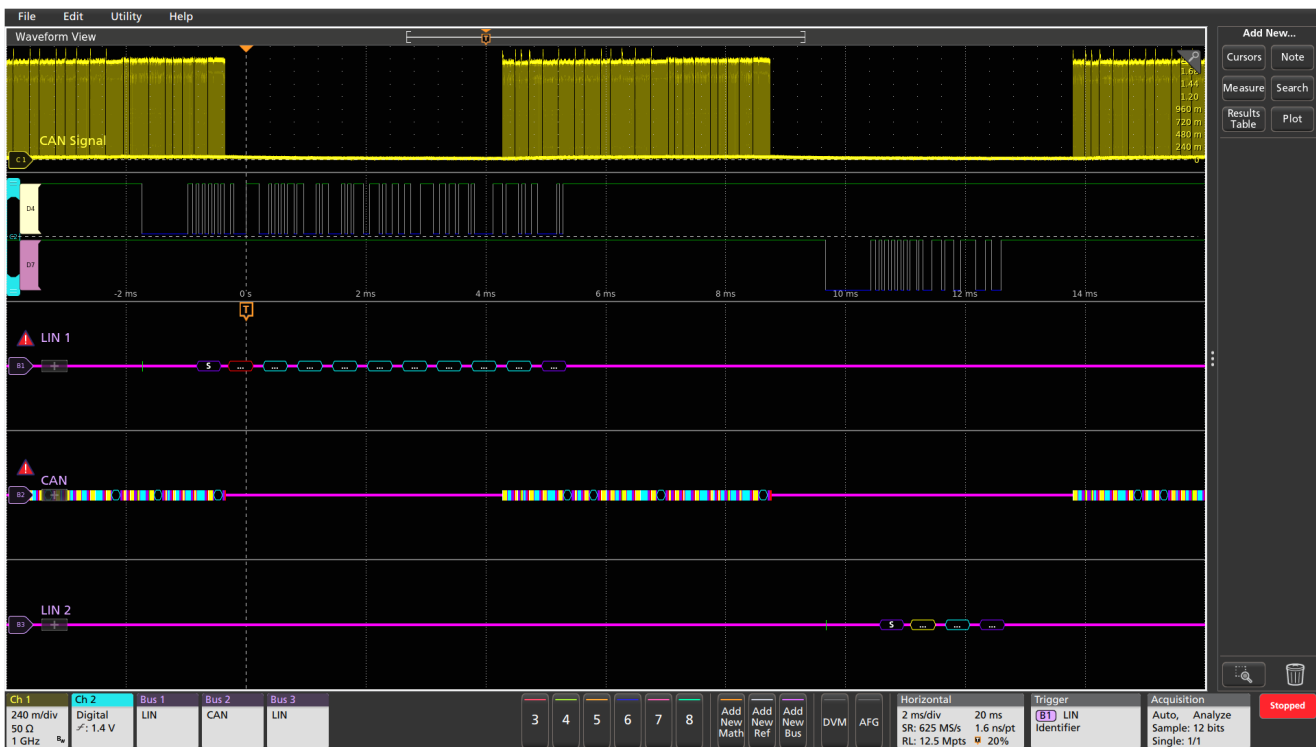 File Edit Utility Help
Waveform View
Add New...
Cursors Note
Measure Search
Results Table Plot
T
1.44
1.20
960 m
720 m
480 m
240 m
0
CAN Signal
C1
D4
D7
-2 ms 0 s 2 ms 4 ms 6 ms 8 ms 10 ms 12 ms 14 ms
T
LIN 1
B1 + S ... ... ... ... ... ... ... ... ... ...
CAN
B2 +
LIN 2
B3 + S ... ... ...
Ch 1
240 m/div
50 Ω
1 GHz Bw
Ch 2
Digital
: 1.4 V
Bus 1
LIN
Bus 2
CAN
Bus 3
LIN
3 4 5 6 7 8
Add New Math
Add New Ref
Add New Bus
DVM AFG
Horizontal
2 ms/div 20 ms
SR: 625 MS/s 1.6 ns/pt
RL: 12.5 Mpts T 20%
Trigger
B1 LIN
Identifier
Acquisition
Auto, Analyze
Sample: 12 bits
Single: 1/1
Stopped